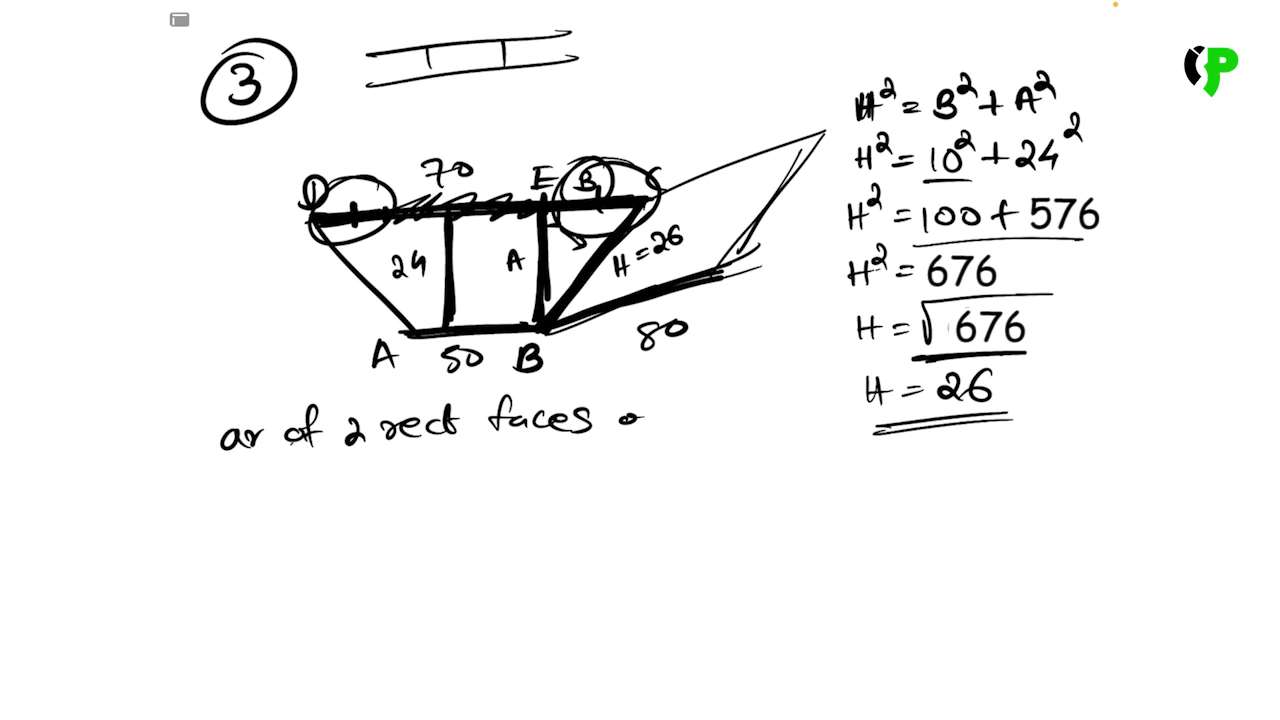 3
70
D
E
B
C
24
A
H = 26
A
50
B
80
ar of 2 rect faces
H² = B² + A²
H² = 10² + 24²
H² = 100 + 576
H² = 676
H = √676
H = 26
P